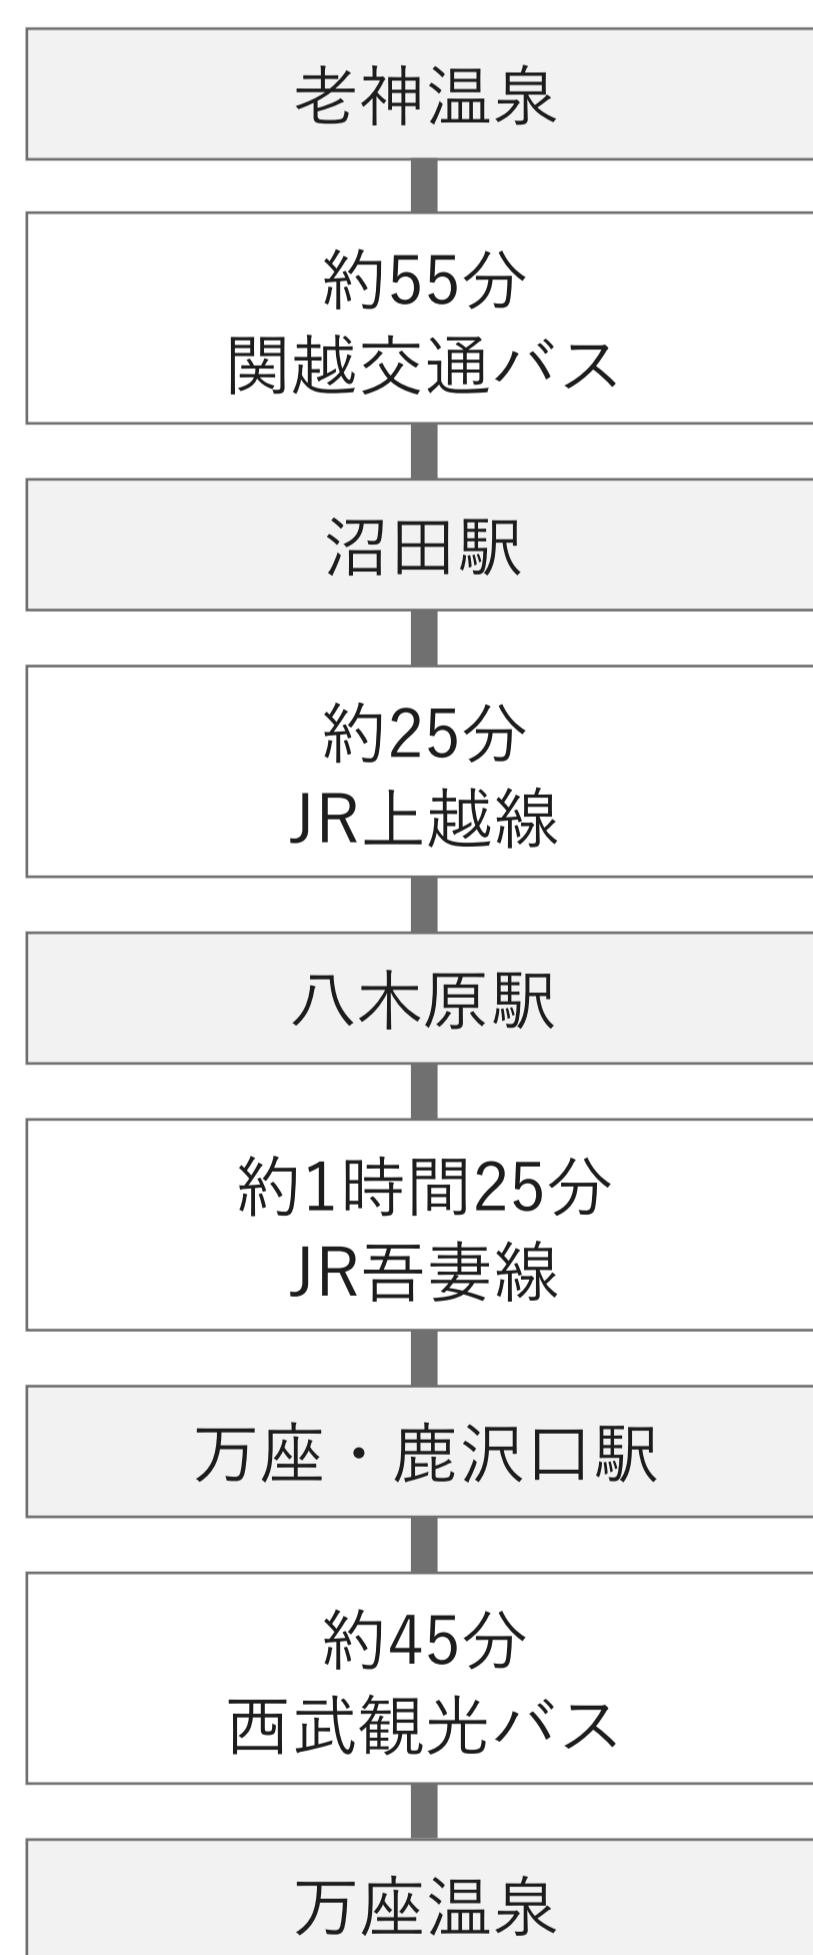 老神温泉
約55分
関越交通バス
沼田駅
約25分
JR上越線
八木原駅
約1時間25分
JR吾妻線
万座・鹿沢口駅
約45分
西武観光バス
万座温泉